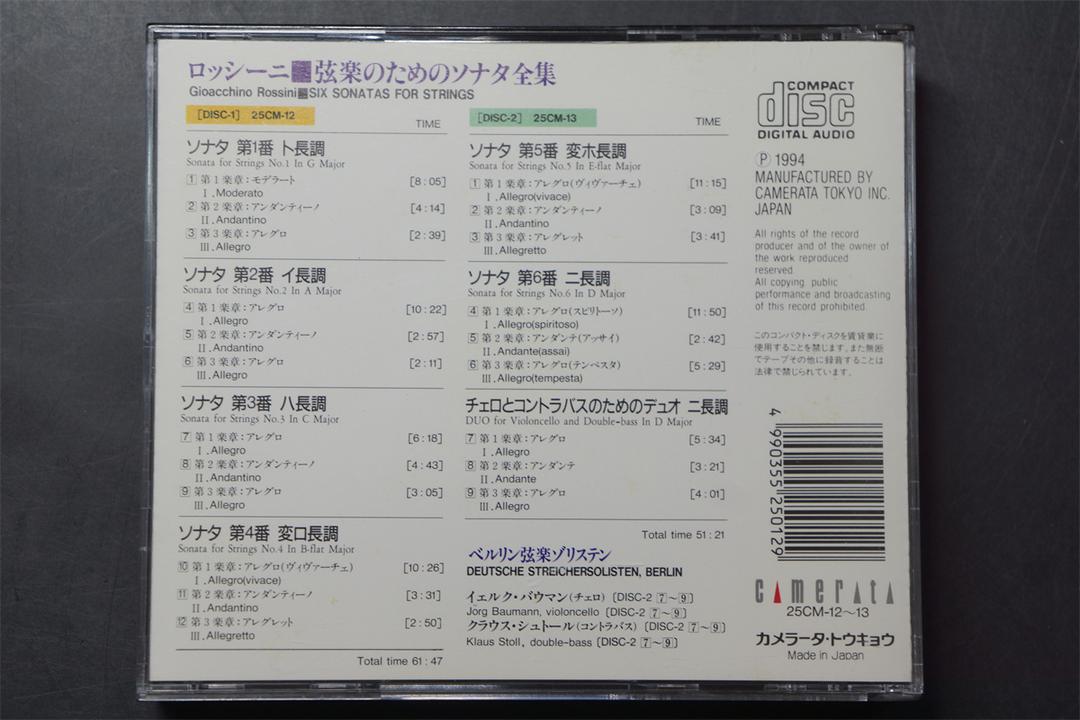 ロッシーニ■弦楽のためのソナタ全集
Gioacchino Rossini■SIX SONATAS FOR STRINGS
[DISC-1] 25CM-12
TIME
ソナタ 第1番 ト長調
Sonata for Strings No.1 In G Major
1 第1楽章：モデラート [8:05]
Ⅰ.Moderato
2 第2楽章：アンダンティーノ [4:14]
Ⅱ.Andantino
3 第3楽章：アレグロ [2:39]
Ⅲ.Allegro
ソナタ 第2番 イ長調
Sonata for Strings No.2 In A Major
4 第1楽章：アレグロ [10:22]
Ⅰ.Allegro
5 第2楽章：アンダンティーノ [2:57]
Ⅱ.Andantino
6 第3楽章：アレグロ [2:11]
Ⅲ.Allegro
ソナタ 第3番 ハ長調
Sonata for Strings No.3 In C Major
7 第1楽章：アレグロ [6:18]
Ⅰ.Allegro
8 第2楽章：アンダンティーノ [4:43]
Ⅱ.Andantino
9 第3楽章：アレグロ [3:05]
Ⅲ.Allegro
ソナタ 第4番 変ロ長調
Sonata for Strings No.4 In B-flat Major
10 第1楽章：アレグロ(ヴィヴァーチェ) [10:26]
Ⅰ.Allegro(vivace)
11 第2楽章：アンダンティーノ [3:31]
Ⅱ.Andantino
12 第3楽章：アレグレット [2:50]
Ⅲ.Allegretto
Total time 61:47
[DISC-2] 25CM-13
TIME
ソナタ 第5番 変ホ長調
Sonata for Strings No.5 In E-flat Major
1 第1楽章：アレグロ(ヴィヴァーチェ) [11:15]
Ⅰ.Allegro(vivace)
2 第2楽章：アンダンティーノ [3:09]
Ⅱ.Andantino
3 第3楽章：アレグレット [3:41]
Ⅲ.Allegretto
ソナタ 第6番 ニ長調
Sonata for Strings No.6 In D Major
4 第1楽章：アレグロ(スピリトーソ) [11:50]
Ⅰ.Allegro(spiritoso)
5 第2楽章：アンダンテ(アッサイ) [2:42]
Ⅱ.Andante(assai)
6 第3楽章：アレグロ(テンペスタ) [5:29]
Ⅲ.Allegro(tempesta)
チェロとコントラバスのためのデュオ ニ長調
DUO for Violoncello and Double-bass In D Major
7 第1楽章：アレグロ [5:34]
Ⅰ.Allegro
8 第2楽章：アンダンテ [3:21]
Ⅱ.Andante
9 第3楽章：アレグロ [4:01]
Ⅲ.Allegro
Total time 51:21
ベルリン弦楽ゾリステン
DEUTSCHE STREICHERSOLISTEN, BERLIN
イェルク・バウマン(チェロ) [DISC-2 7〜9]
Jörg Baumann, violoncello [DISC-2 7〜9]
クラウス・シュトール(コントラバス) [DISC-2 7〜9]
Klaus Stoll, double-bass [DISC-2 7〜9]
COMPACT
disc
DIGITAL AUDIO
Ⓟ 1994
MANUFACTURED BY
CAMERATA TOKYO INC.
JAPAN
All rights of the record
producer and of the owner of
the work reproduced
reserved
All copying, public
performance and broadcasting
of this record prohibited.
このコンパクト・ディスクを賃貸業に
使用することを禁じます。また無断
でテープその他に録音することは
法律で禁じられています。
4 990355 250129
camerata
25CM-12〜13
カメラータ・トウキョウ
Made in Japan